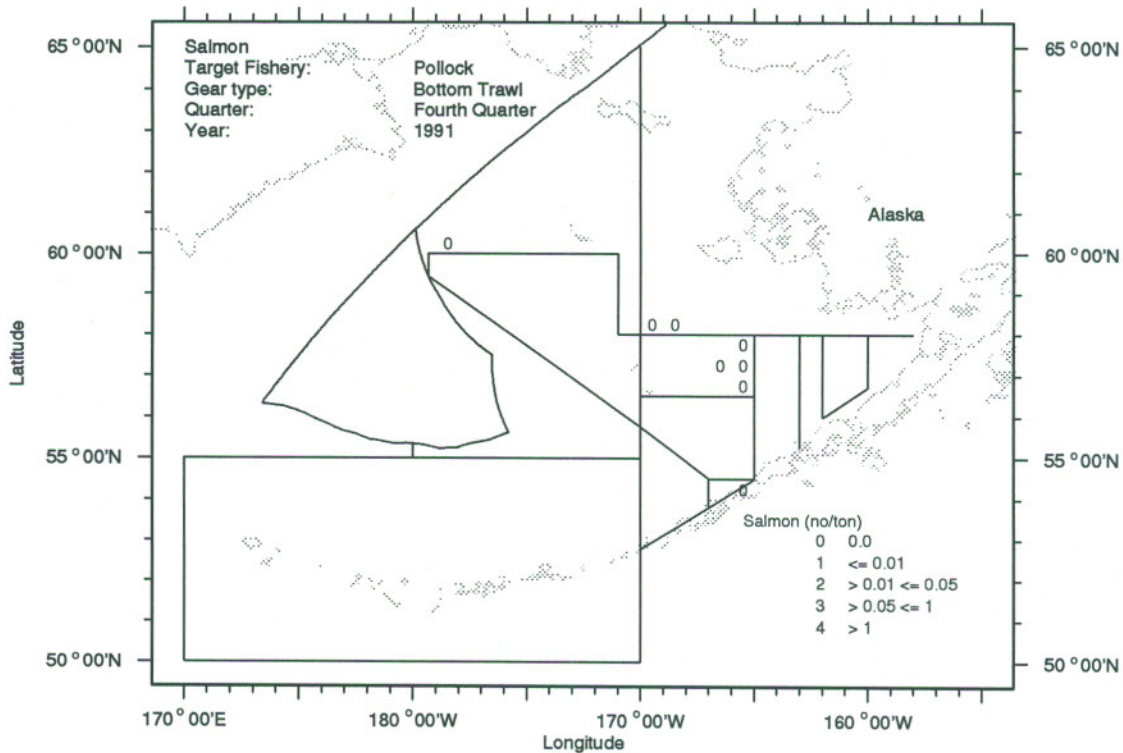 65°00'N
65°00'N
Salmon
Target Fishery: Pollock
Gear type: Bottom Trawl
Quarter: Fourth Quarter
Year: 1991
Alaska
60°00'N
60°00'N
0
0 0
0
0 0
0
Latitude
55°00'N
55°00'N
0
Salmon (no/ton)
0 0.0
1 <= 0.01
2 > 0.01 <= 0.05
3 > 0.05 <= 1
4 > 1
50°00'N
50°00'N
170°00'E
180°00'W
170°00'W
160°00'W
Longitude